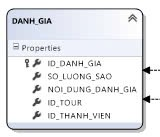 DANH_GIA
Properties
ID_DANH_GIA
SO_LUONG_SAO
NOI_DUNG_DANH_GIA
ID_TOUR
ID_THANH_VIEN